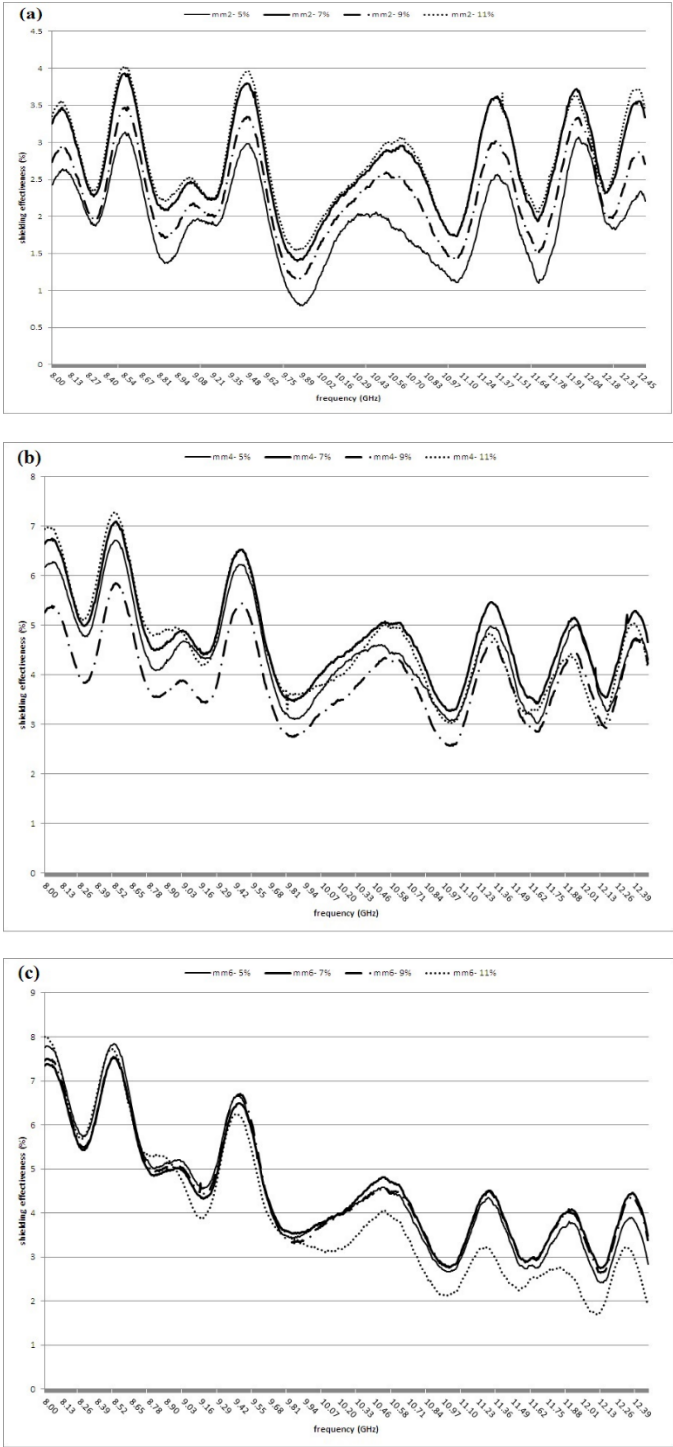 (a)
mm2- 5% mm2- 7% mm2- 9% mm2- 11%
4.5
4
3.5
3
2.5
2
1.5
1
0.5
0
shielding effectiveness (%)
8.00 8.13 8.27 8.40 8.54 8.67 8.81 8.94 9.08 9.21 9.35 9.48 9.62 9.75 9.89 10.02 10.16 10.29 10.43 10.56 10.70 10.83 10.97 11.10 11.24 11.37 11.51 11.64 11.78 11.91 12.04 12.18 12.31 12.45
frequency (GHz)
(b)
mm4- 5% mm4- 7% mm4- 9% mm4- 11%
8
7
6
5
4
3
2
1
0
shielding effectiveness (%)
8.00 8.13 8.26 8.39 8.52 8.65 8.78 8.90 9.03 9.16 9.29 9.42 9.55 9.68 9.81 9.94 10.07 10.20 10.33 10.46 10.58 10.71 10.84 10.97 11.10 11.23 11.36 11.49 11.62 11.75 11.88 12.01 12.13 12.26 12.39
frequency (GHz)
(c)
mm6- 5% mm6- 7% mm6- 9% mm6- 11%
9
8
7
6
5
4
3
2
1
0
shielding effectiveness (%)
8.00 8.13 8.26 8.39 8.52 8.65 8.78 8.90 9.03 9.16 9.29 9.42 9.55 9.68 9.81 9.94 10.07 10.20 10.33 10.46 10.58 10.71 10.84 10.97 11.10 11.23 11.36 11.49 11.62 11.75 11.88 12.01 12.13 12.26 12.39
frequency (GHz)